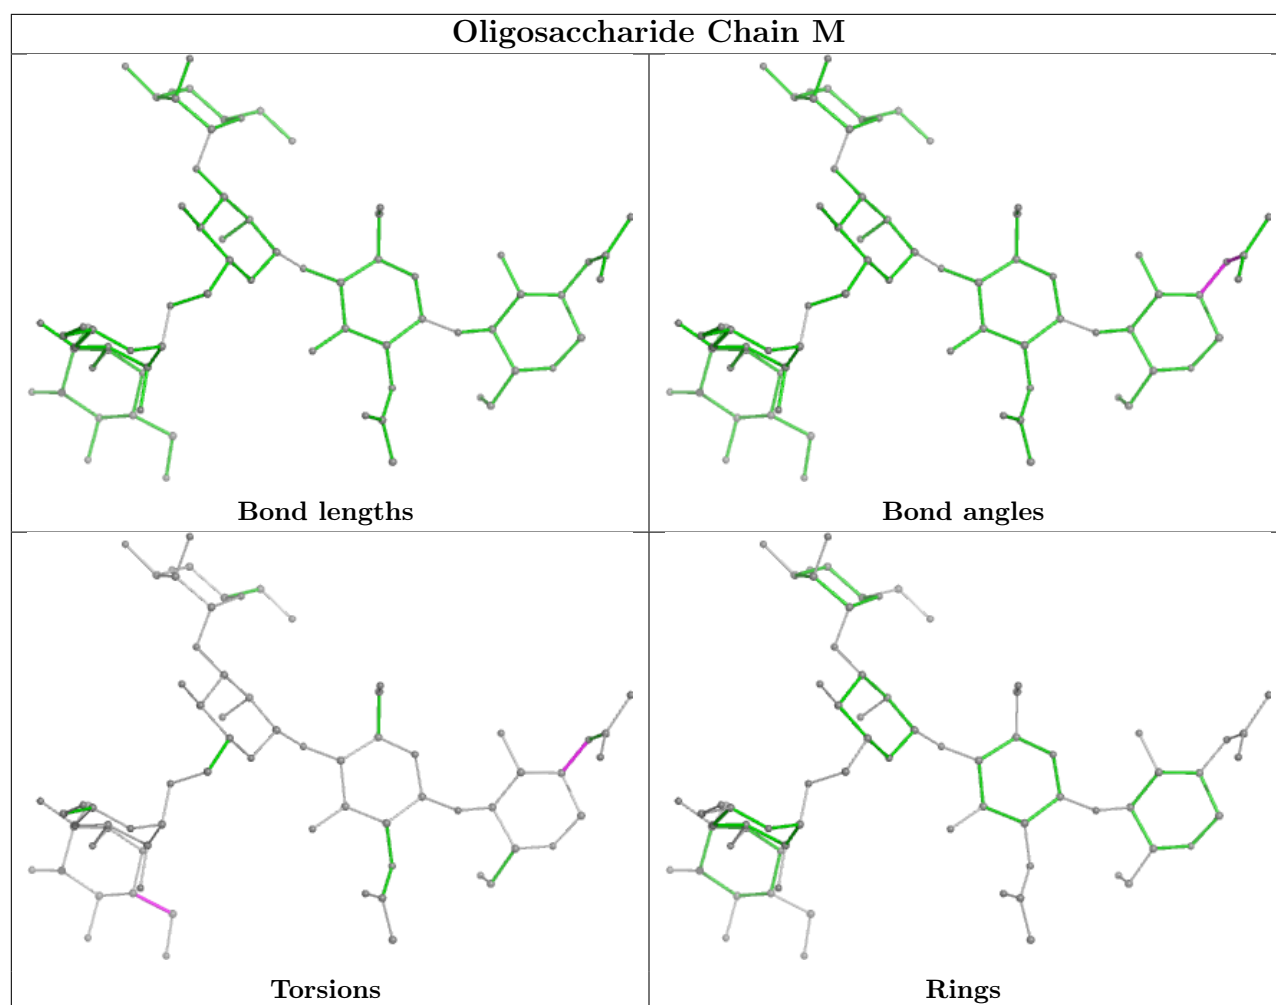 Oligosaccharide Chain M
Bond lengths
Bond angles
Torsions
Rings